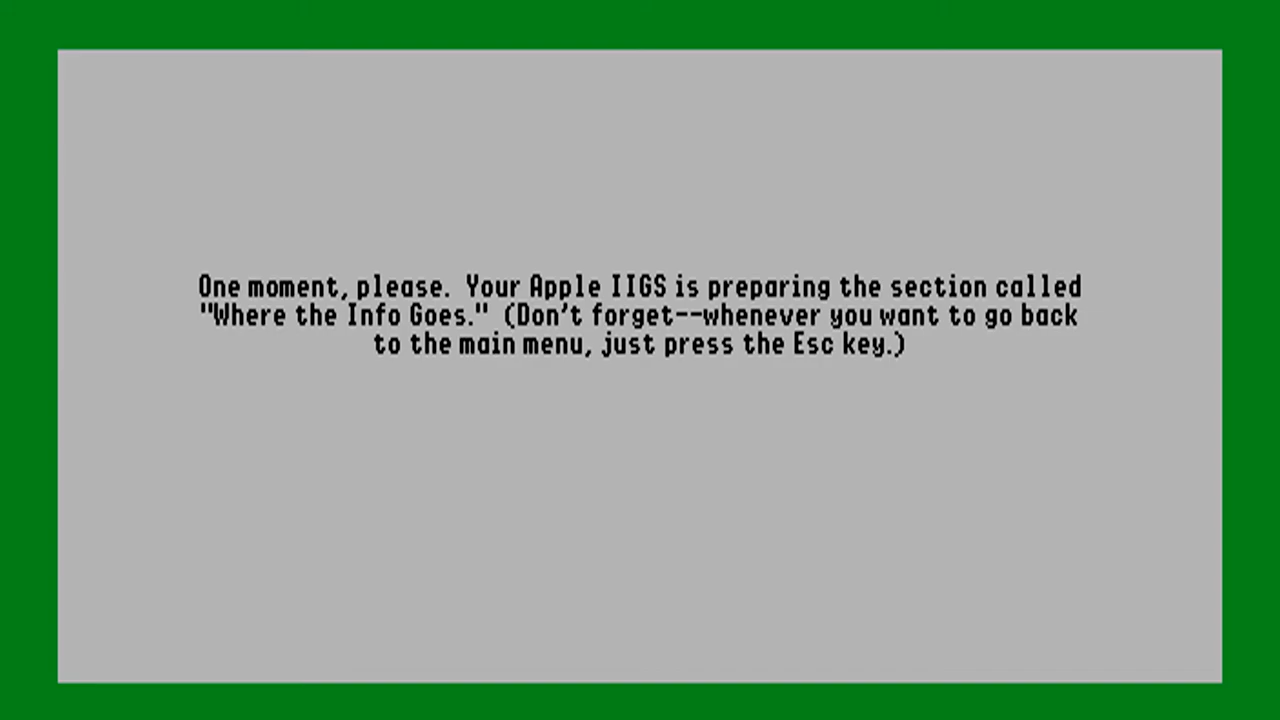 One moment, please.  Your Apple IIGS is preparing the section called
"Where the Info Goes."  (Don't forget--whenever you want to go back
to the main menu, just press the Esc key.)